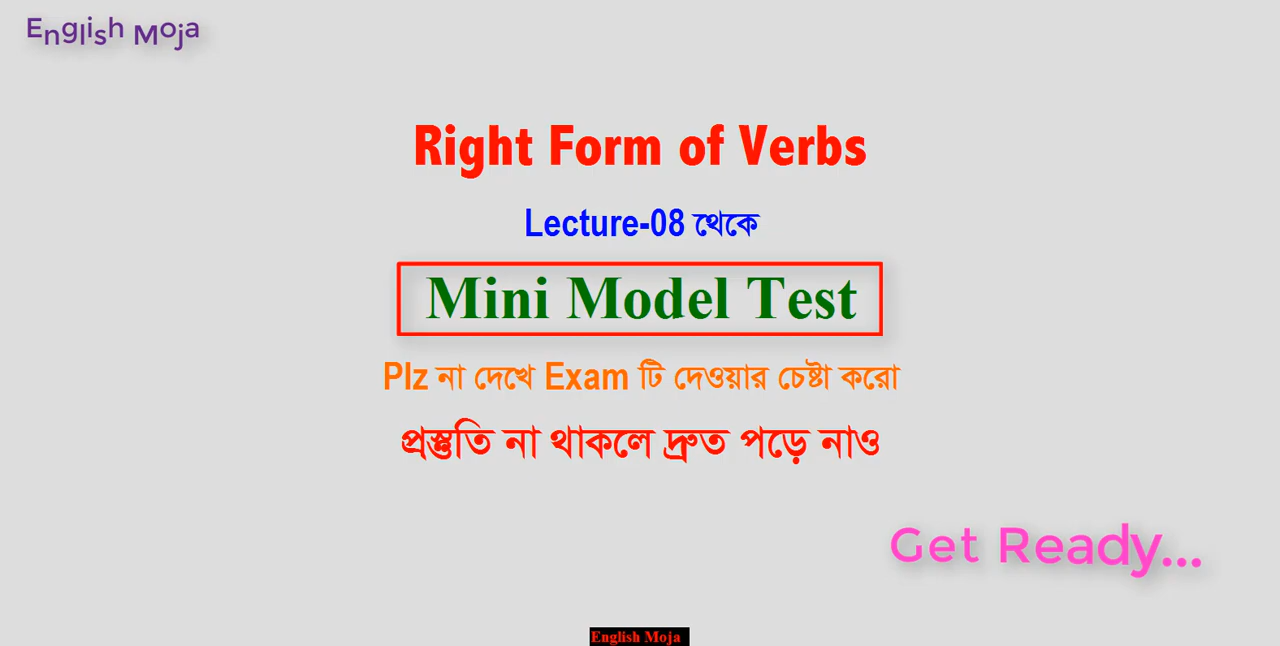 English Moja
Right Form of Verbs
Lecture-08 থেকে
Mini Model Test
Plz না দেখে Exam টি দেওয়ার চেষ্টা করো
প্রস্তুতি না থাকলে দ্রুত পড়ে নাও
Get Ready...
English Moja